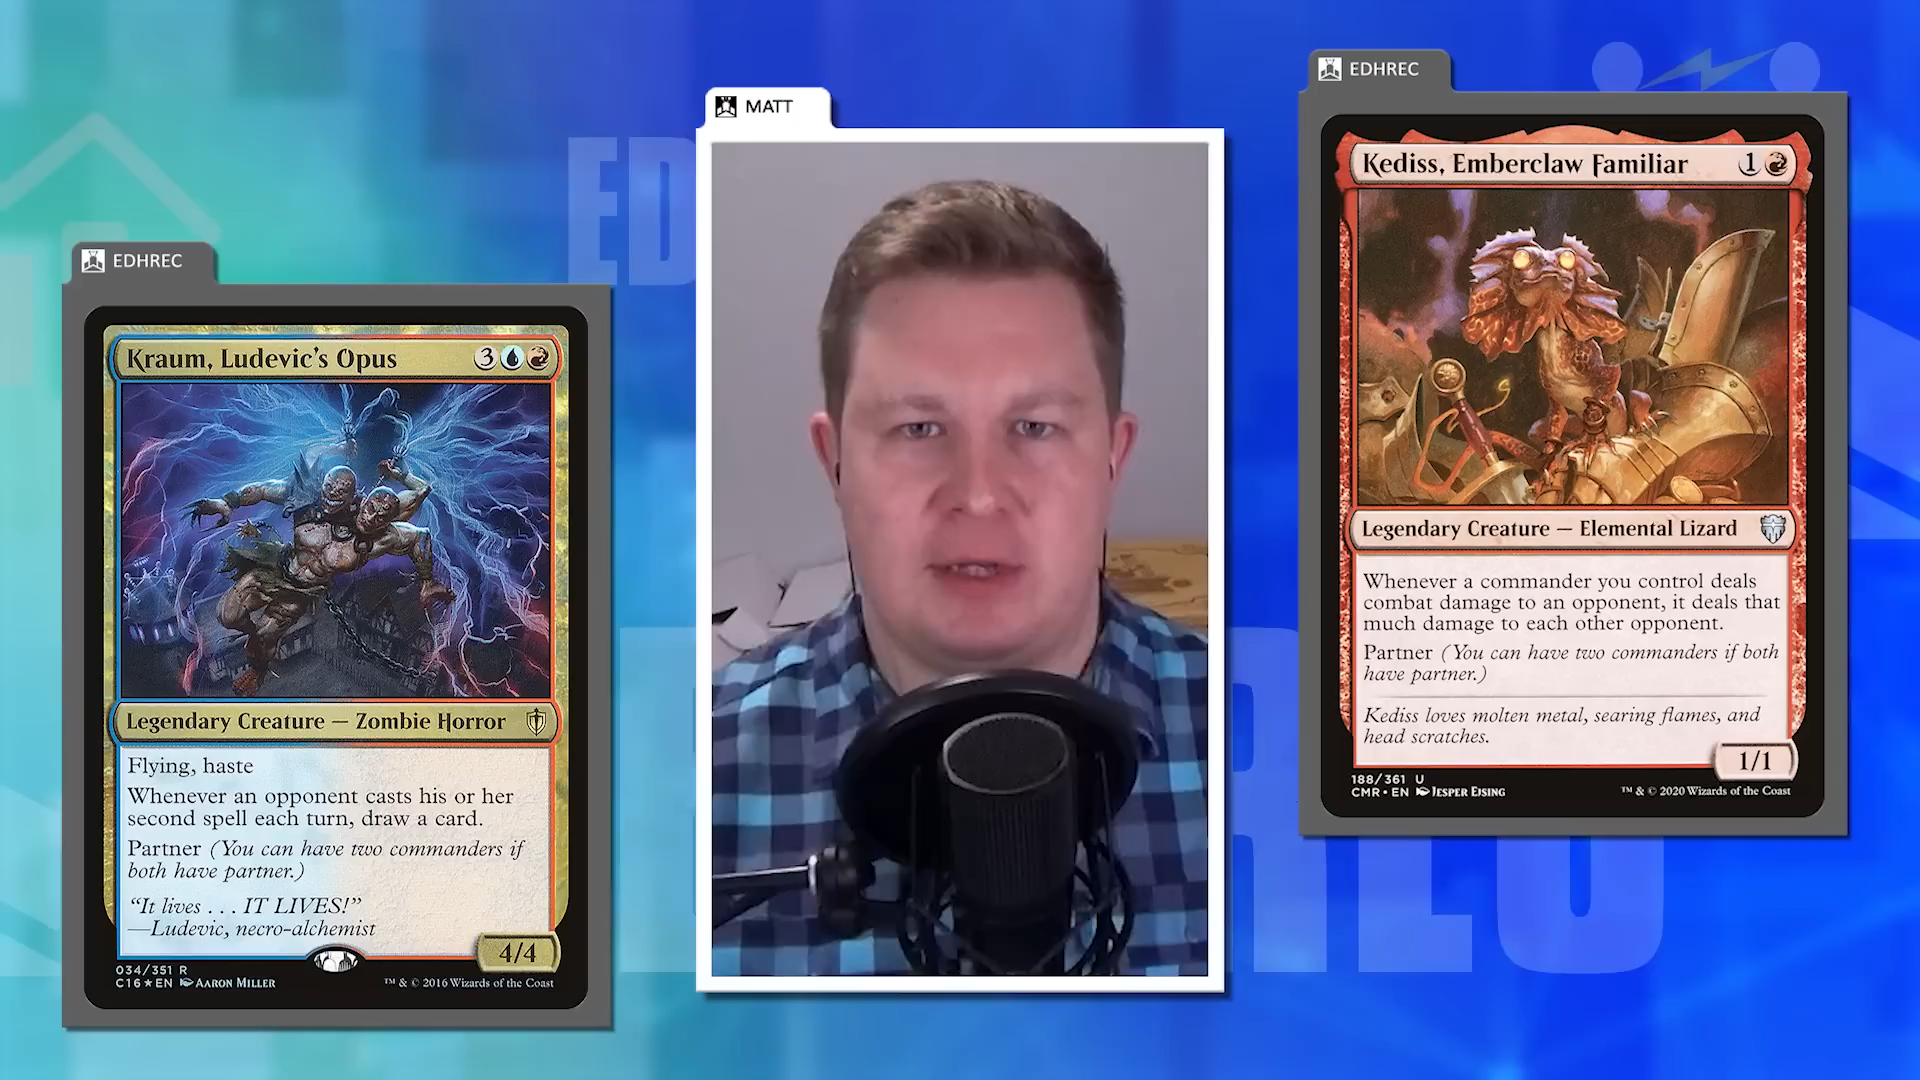 EDHREC
Kraum, Ludevic's Opus 3
Legendary Creature — Zombie Horror
Flying, haste
Whenever an opponent casts his or her
second spell each turn, draw a card.
Partner (You can have two commanders if
both have partner.)
"It lives . . . IT LIVES!"
—Ludevic, necro-alchemist
4/4
034/351 R
C16★EN AARON MILLER
™ & © 2016 Wizards of the Coast
MATT
ED
EDHREC
Kediss, Emberclaw Familiar 1
Legendary Creature — Elemental Lizard
Whenever a commander you control deals
combat damage to an opponent, it deals that
much damage to each other opponent.
Partner (You can have two commanders if both
have partner.)
Kediss loves molten metal, searing flames, and
head scratches.
1/1
188/361 U
CMR • EN JESPER EJSING
™ & © 2020 Wizards of the Coast